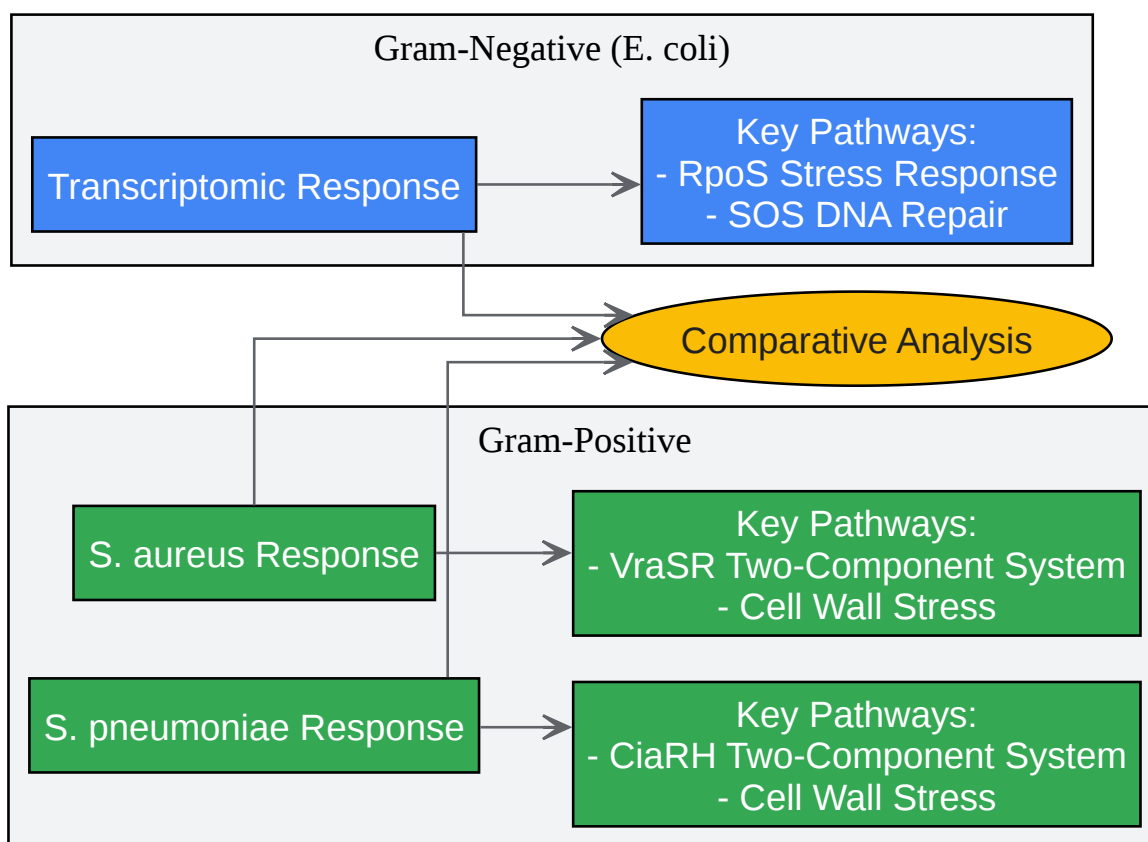 Gram-Negative (E. coli)
Transcriptomic Response
Key Pathways:
- RpoS Stress Response
- SOS DNA Repair
Comparative Analysis
Gram-Positive
S. aureus Response
Key Pathways:
- VraSR Two-Component System
- Cell Wall Stress
S. pneumoniae Response
Key Pathways:
- CiaRH Two-Component System
- Cell Wall Stress